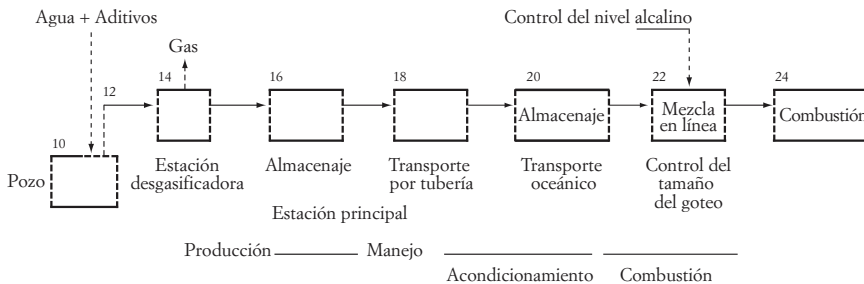 Agua + Aditivos
Control del nivel alcalino
Gas
10
12
14
16
18
20
22
24
Almacenaje
Mezcla
en línea
Combustión
Pozo
Estación
desgasificadora
Almacenaje
Transporte
por tubería
Transporte
oceánico
Control del
tamaño
del goteo
Estación principal
Producción
Manejo
Acondicionamiento
Combustión